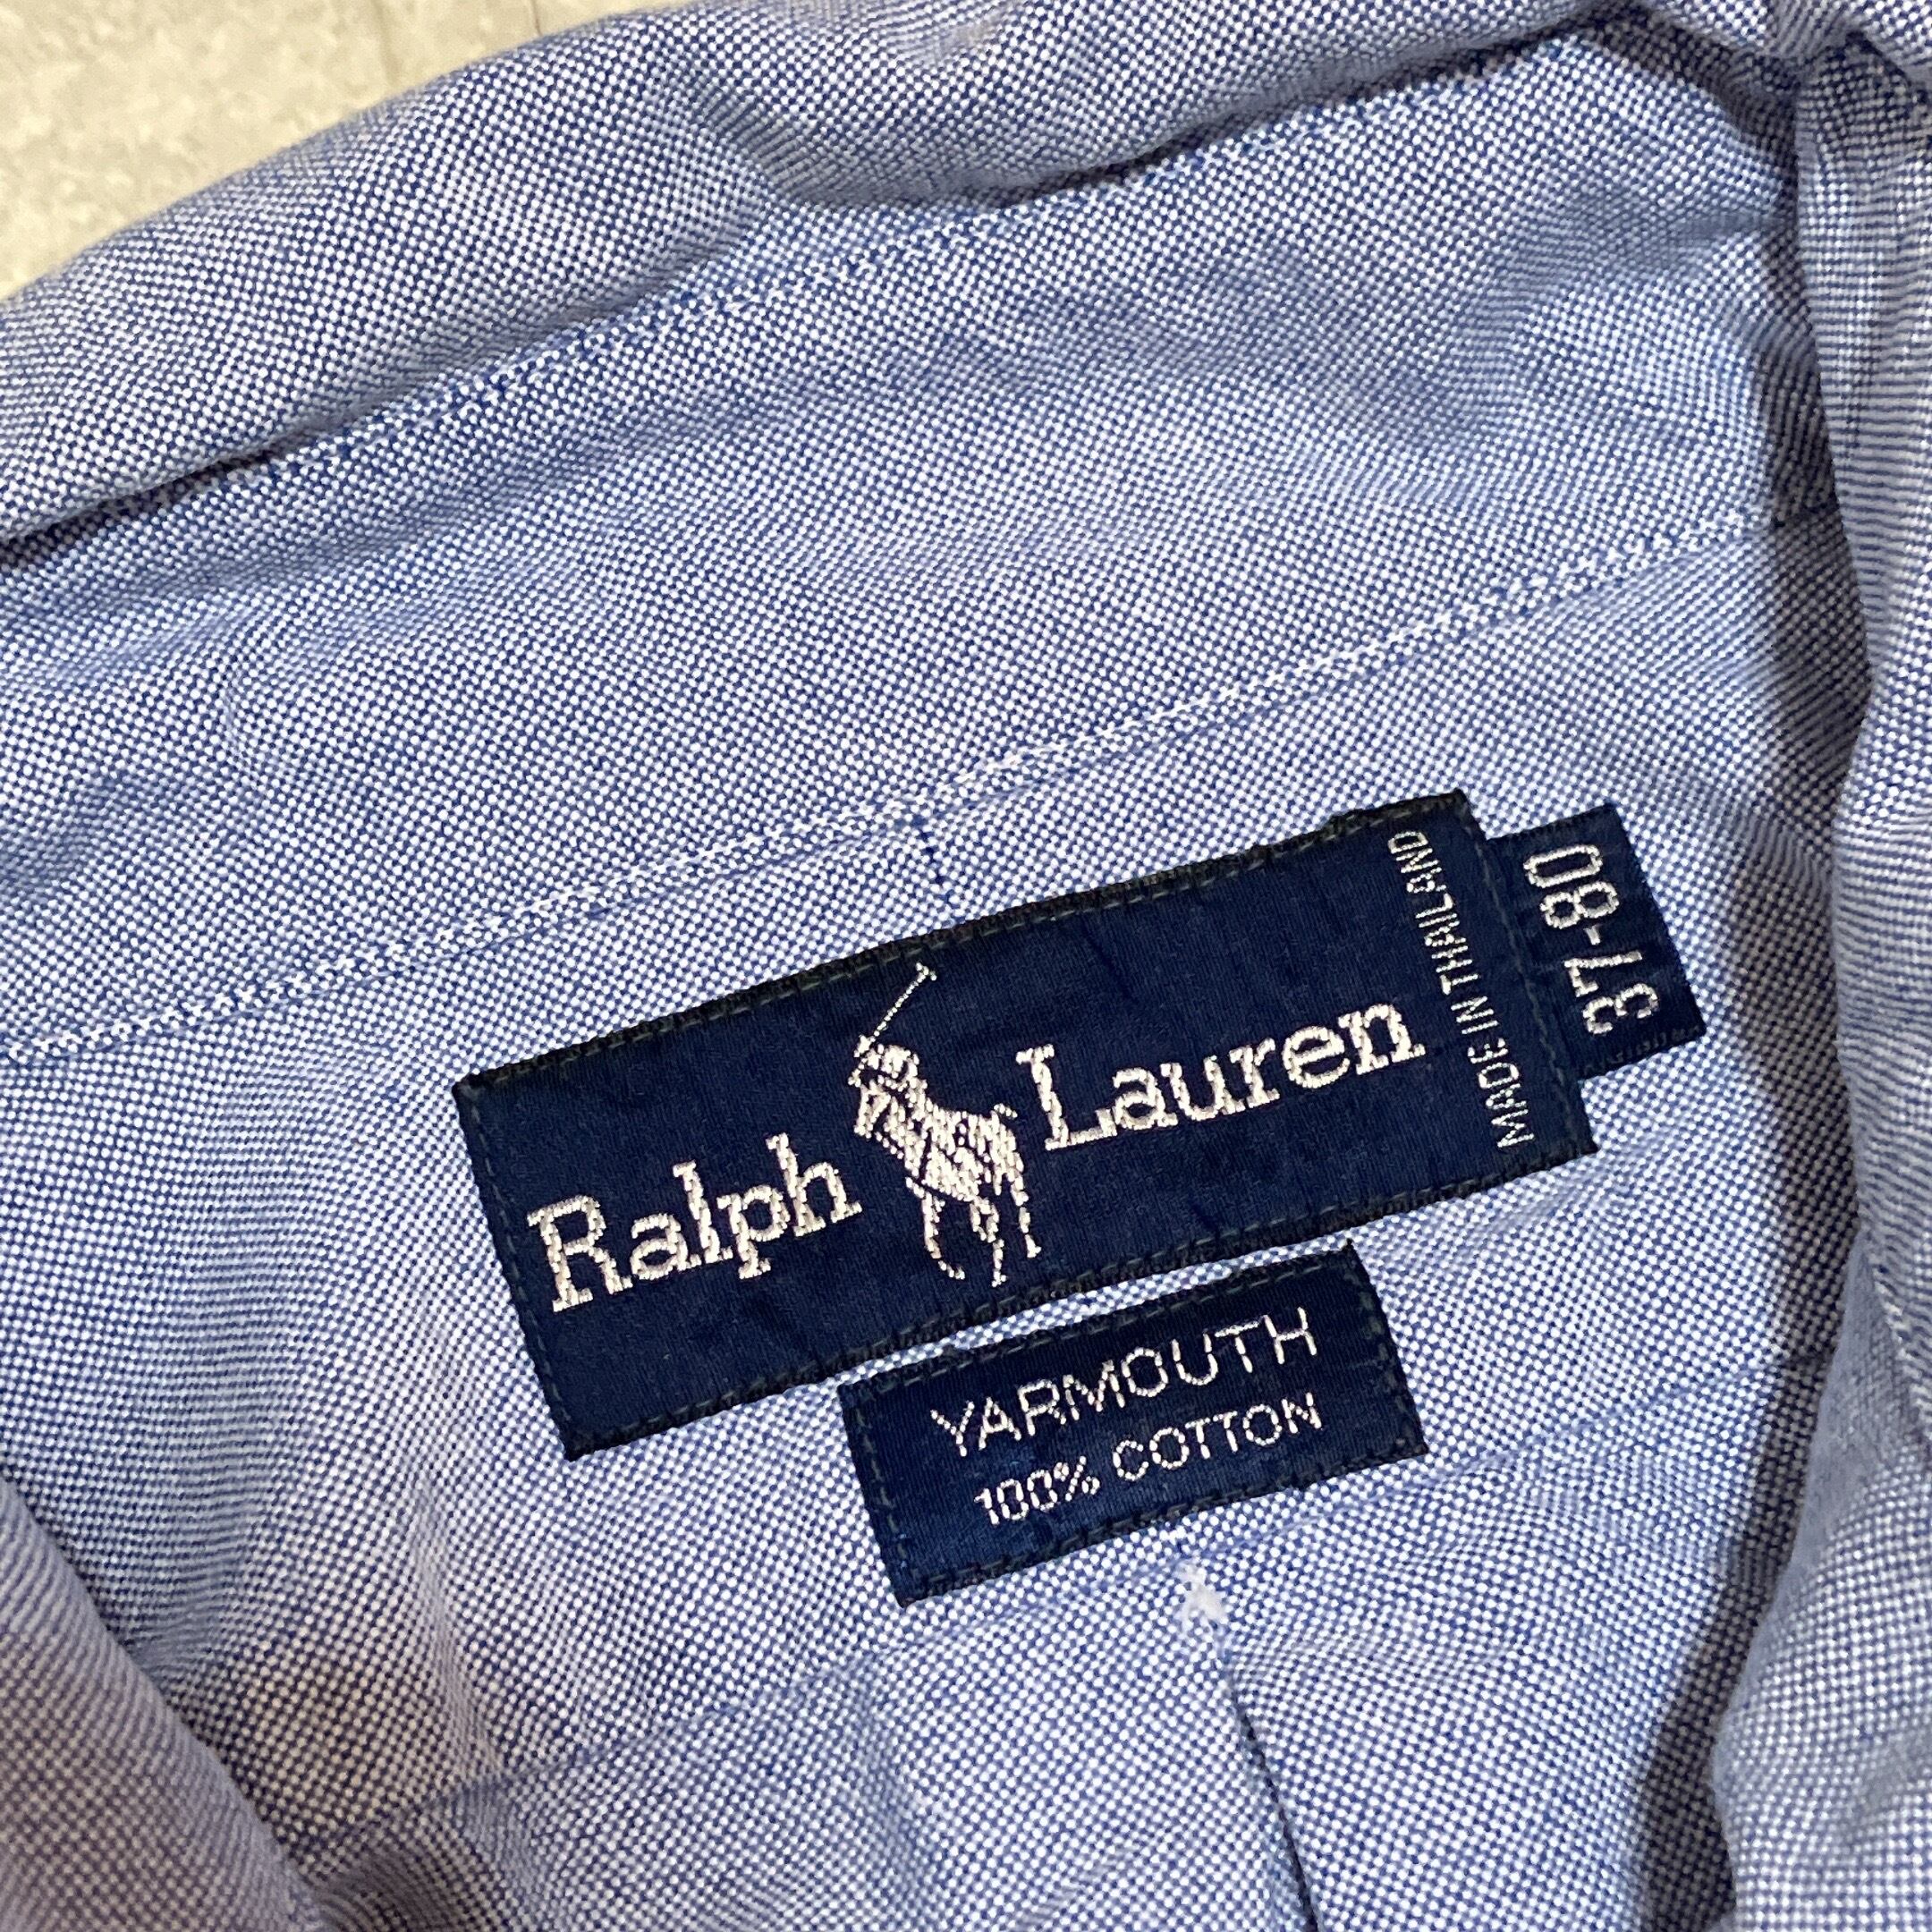 Ralph Lauren
MADE IN THAILAND
37-80
YARMOUTH
100% COTTON